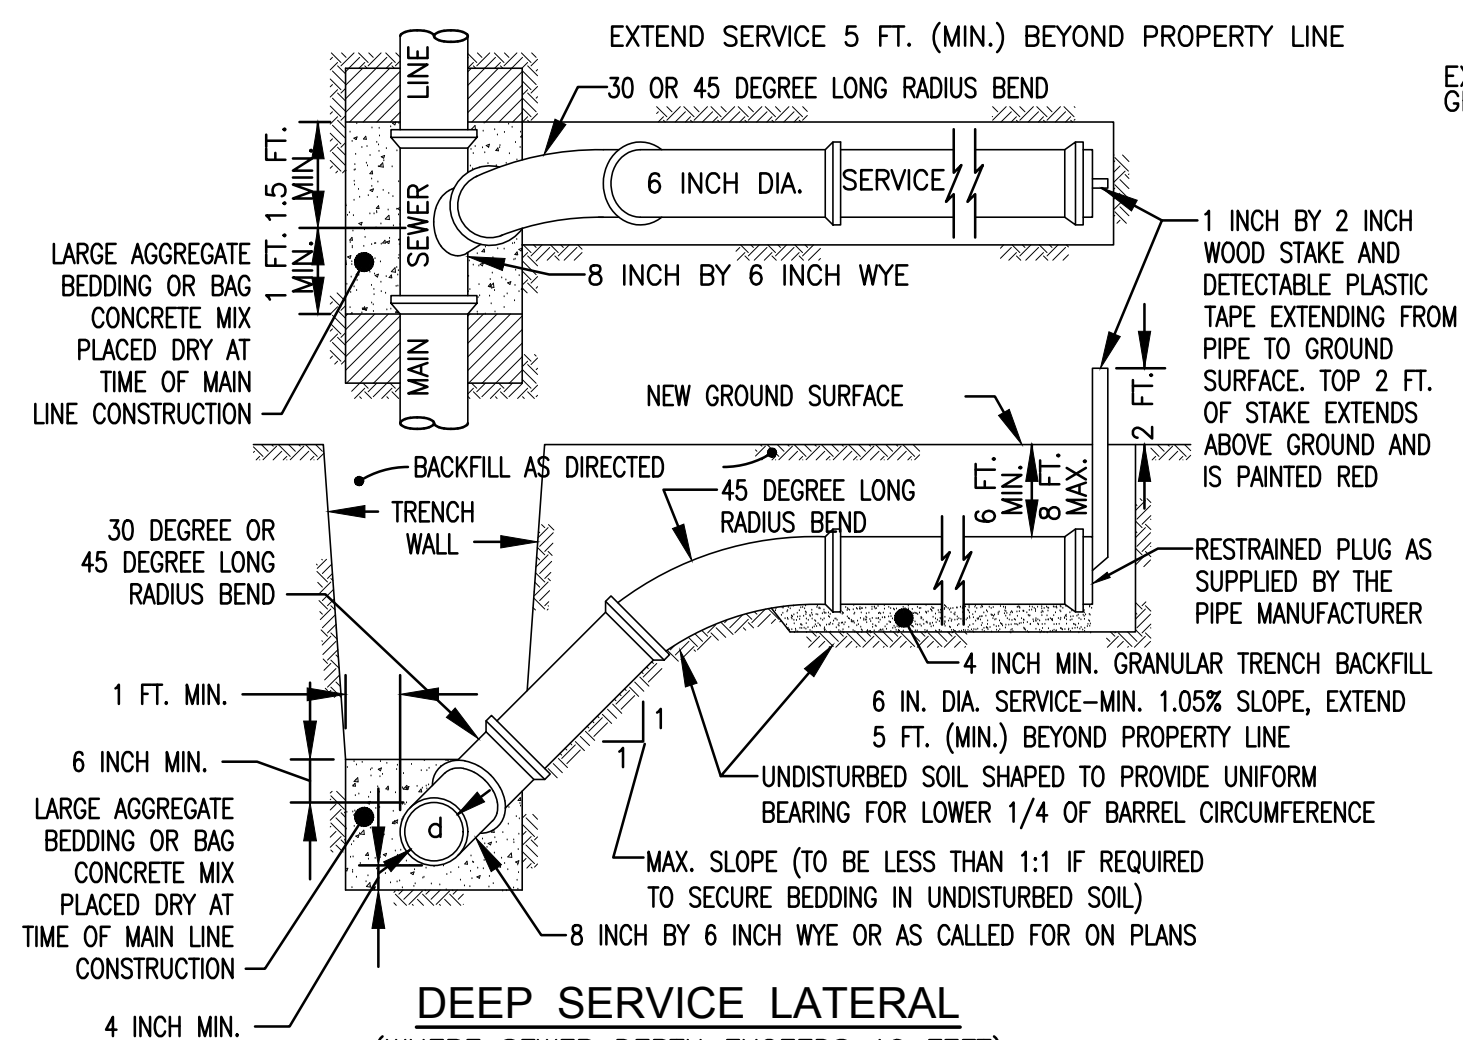 EXTEND SERVICE 5 FT. (MIN.) BEYOND PROPERTY LINE
30 OR 45 DEGREE LONG RADIUS BEND
LINE
SEWER
MAIN
1.5 FT.
MIN.
1 FT.
MIN.
6 INCH DIA.
SERVICE
8 INCH BY 6 INCH WYE
LARGE AGGREGATE
BEDDING OR BAG
CONCRETE MIX
PLACED DRY AT
TIME OF MAIN
LINE CONSTRUCTION
1 INCH BY 2 INCH
WOOD STAKE AND
DETECTABLE PLASTIC
TAPE EXTENDING FROM
PIPE TO GROUND
SURFACE. TOP 2 FT.
OF STAKE EXTENDS
ABOVE GROUND AND
IS PAINTED RED
NEW GROUND SURFACE
2 FT.
BACKFILL AS DIRECTED
TRENCH
WALL
45 DEGREE LONG
RADIUS BEND
6 FT.
MIN.
8 FT.
MAX.
30 DEGREE OR
45 DEGREE LONG
RADIUS BEND
RESTRAINED PLUG AS
SUPPLIED BY THE
PIPE MANUFACTURER
4 INCH MIN. GRANULAR TRENCH BACKFILL
6 IN. DIA. SERVICE-MIN. 1.05% SLOPE, EXTEND
5 FT. (MIN.) BEYOND PROPERTY LINE
1 FT. MIN.
1
1
6 INCH MIN.
UNDISTURBED SOIL SHAPED TO PROVIDE UNIFORM
BEARING FOR LOWER 1/4 OF BARREL CIRCUMFERENCE
LARGE AGGREGATE
BEDDING OR BAG
CONCRETE MIX
PLACED DRY AT
TIME OF MAIN LINE
CONSTRUCTION
d
MAX. SLOPE (TO BE LESS THAN 1:1 IF REQUIRED
TO SECURE BEDDING IN UNDISTURBED SOIL)
8 INCH BY 6 INCH WYE OR AS CALLED FOR ON PLANS
4 INCH MIN.
DEEP SERVICE LATERAL